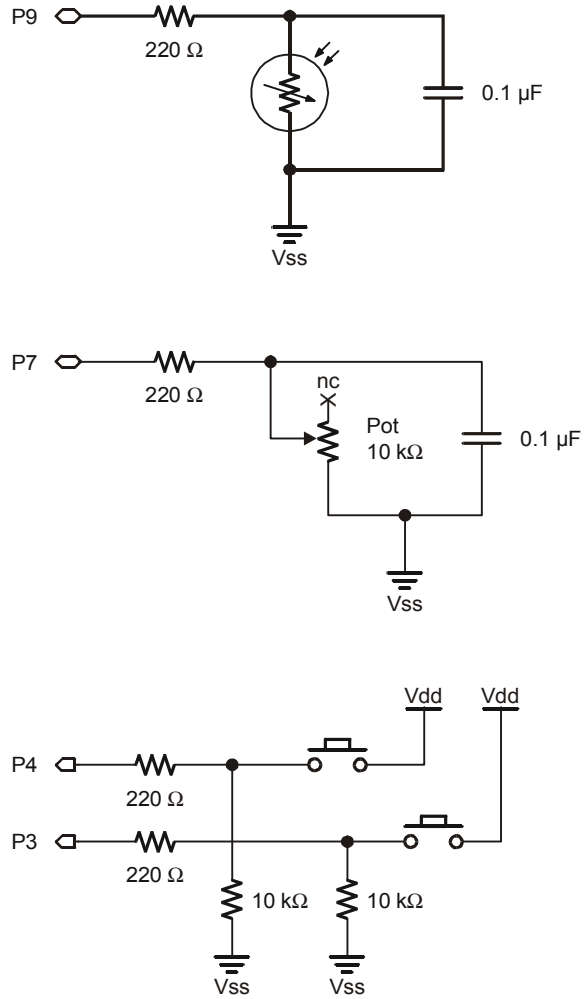 P9
220 Ω
0.1 µF
Vss
P7
220 Ω
nc
Pot
10 kΩ
0.1 µF
Vss
Vdd Vdd
P4
220 Ω
P3
220 Ω
10 kΩ 10 kΩ
Vss Vss